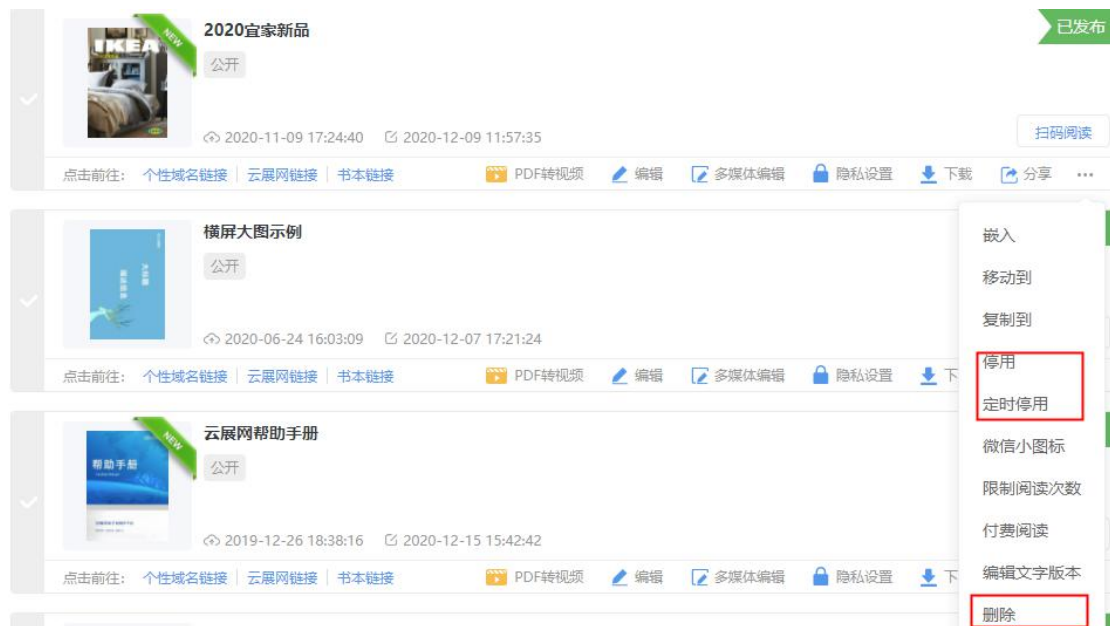 IKEA
NEW
2020宜家新品
已发布
公开
2020-11-09 17:24:40 2020-12-09 11:57:35
扫码阅读
点击前往： 个性域名链接 云展网链接 书本链接 PDF转视频 编辑 多媒体编辑 隐私设置 下载 分享 ...
横屏大图示例
公开
2020-06-24 16:03:09 2020-12-07 17:21:24
点击前往： 个性域名链接 云展网链接 书本链接 PDF转视频 编辑 多媒体编辑 隐私设置 下
NEW
帮助手册
云展网帮助手册
公开
2019-12-26 18:38:16 2020-12-15 15:42:42
点击前往： 个性域名链接 云展网链接 书本链接 PDF转视频 编辑 多媒体编辑 隐私设置 下
嵌入
移动到
复制到
停用
定时停用
微信小图标
限制阅读次数
付费阅读
编辑文字版本
删除